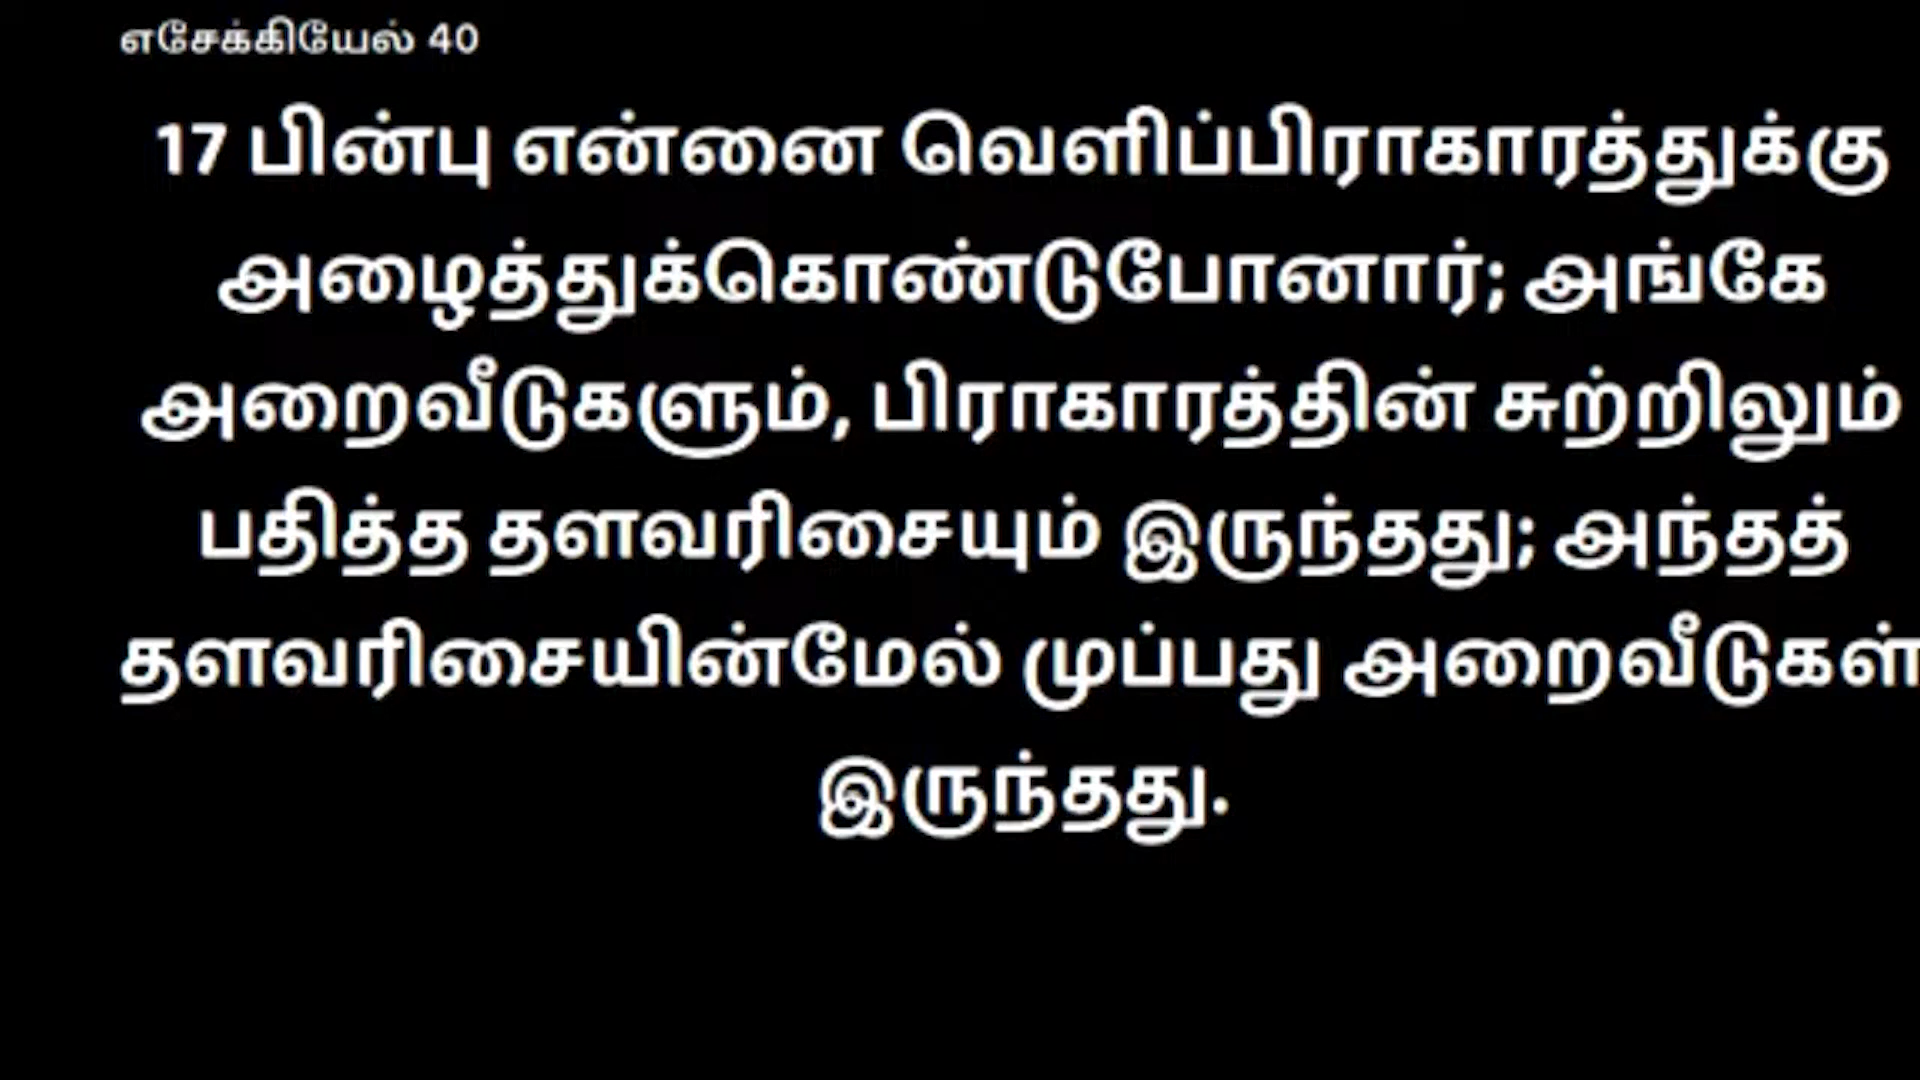 எசேக்கியேல் 40
17 பின்பு என்னை வெளிப்பிராகாரத்துக்கு
அழைத்துக்கொண்டுபோனார்; அங்கே
அறைவீடுகளும், பிராகாரத்தின் சுற்றிலும்
பதித்த தளவரிசையும் இருந்தது; அந்தத்
தளவரிசையின்மேல் முப்பது அறைவீடுகள்
இருந்தது.